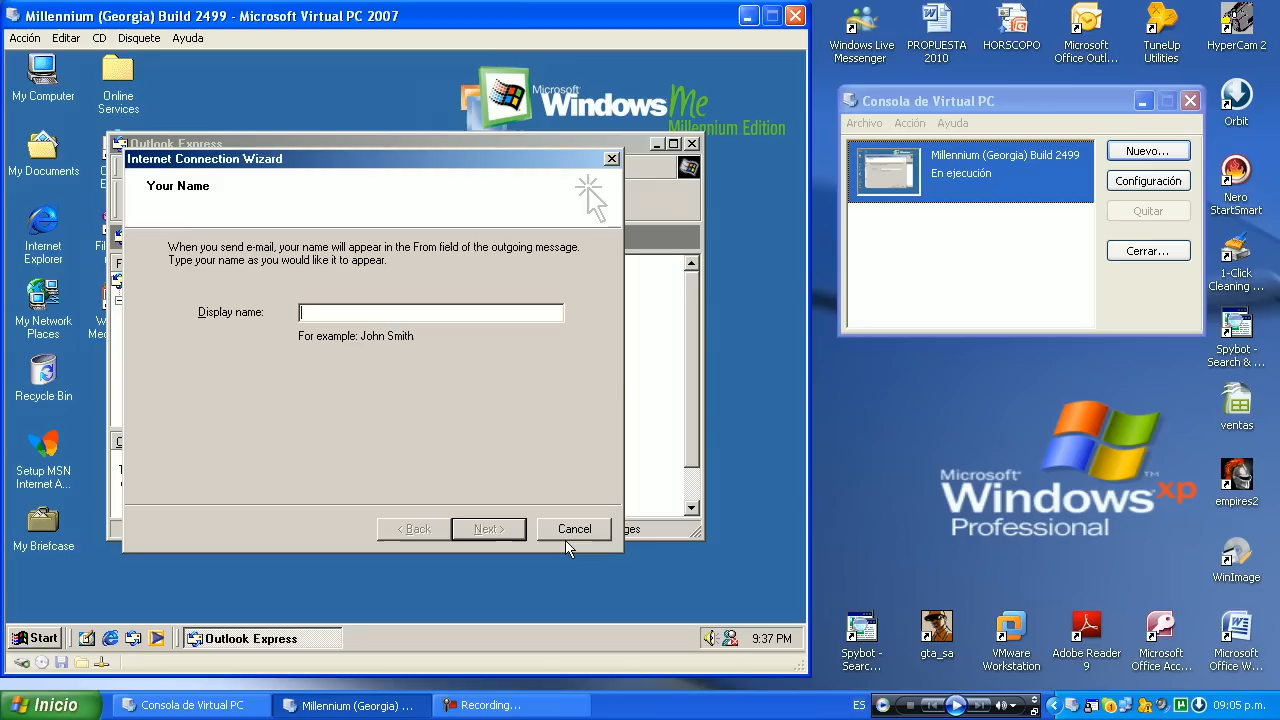 Millennium (Georgia) Build 2499 - Microsoft Virtual PC 2007
Acción Editar CD Disquete Ayuda
My Computer
Online
Services
My Documents
Internet
Explorer
My Network
Places
Recycle Bin
Setup MSN
Internet A...
My Briefcase
Microsoft
WindowsMe
Millennium Edition
Outlook Express
Internet Connection Wizard
Your Name
When you send e-mail, your name will appear in the From field of the outgoing message.
Type your name as you would like it to appear.
Display name:
For example: John Smith
< Back
Next >
Cancel
Start
Outlook Express
9:37 PM
Windows Live
Messenger
PROPUESTA
2010
HORSCOPO
Microsoft
Office Outl...
TuneUp
Utilities
HyperCam 2
Consola de Virtual PC
Archivo Acción Ayuda
Millennium (Georgia) Build 2499
En ejecución
Nuevo...
Configuración
Quitar
Cerrar...
Orbit
Nero
StartSmart
1-Click
Cleaning ...
Spybot -
Search & ...
ventas
empires2
WinImage
Microsoft
Windows xp
Professional
Spybot -
Searc...
gta_sa
VMware
Workstation
Adobe Reader
9
Microsoft
Office Acc...
Microsoft
Office W...
Inicio
Consola de Virtual PC
Millennium (Georgia) ...
Recording...
ES
09:05 p.m.